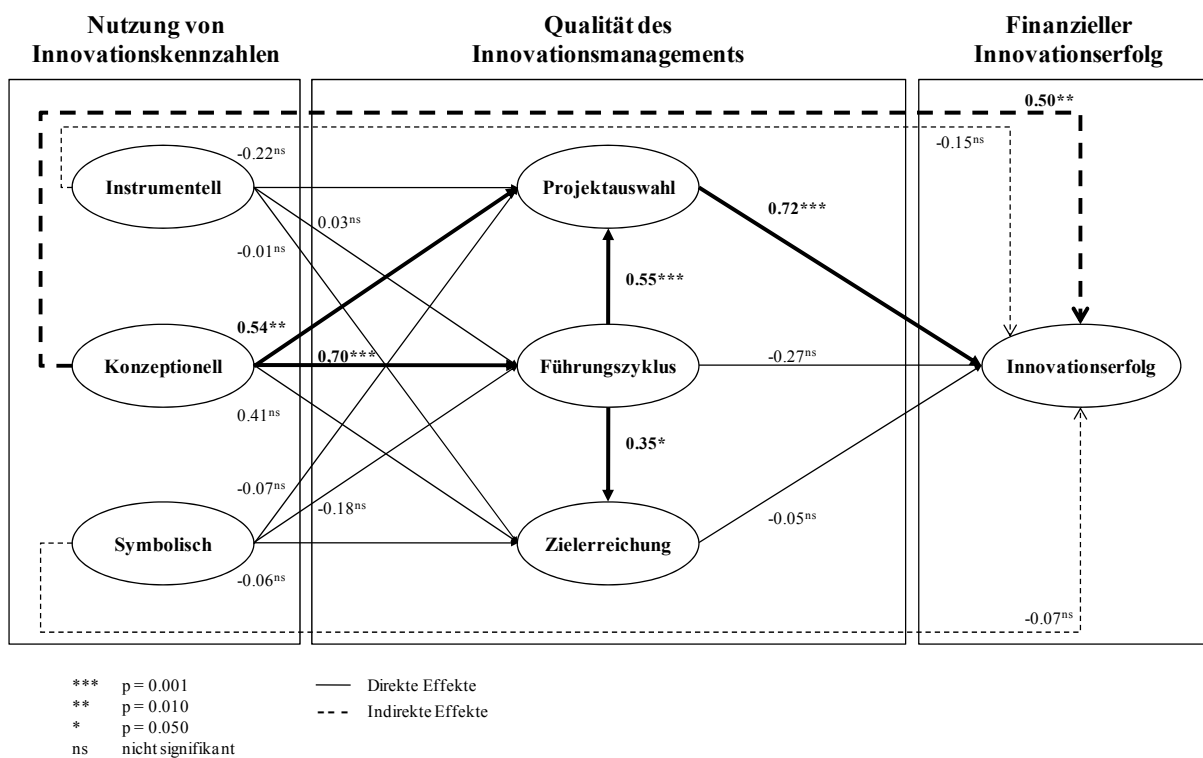 Nutzung von
Innovationskennzahlen
Qualität des
Innovationsmanagements
Finanzieller
Innovationserfolg
0.50**
-0.15ns
-0.22ns
Instrumentell
Projektauswahl
0.72***
0.03ns
-0.01ns
0.55***
0.54**
0,70***
Konzeptionell
Führungszyklus
-0.27ns
Innovationserfolg
0.41ns
0.35*
-0.07ns
-0.18ns
-0.05ns
Symbolisch
Zielerreichung
-0.06ns
-0.07ns
*** p = 0.001
** p = 0.010
* p = 0.050
ns nicht signifikant
Direkte Effekte
Indirekte Effekte